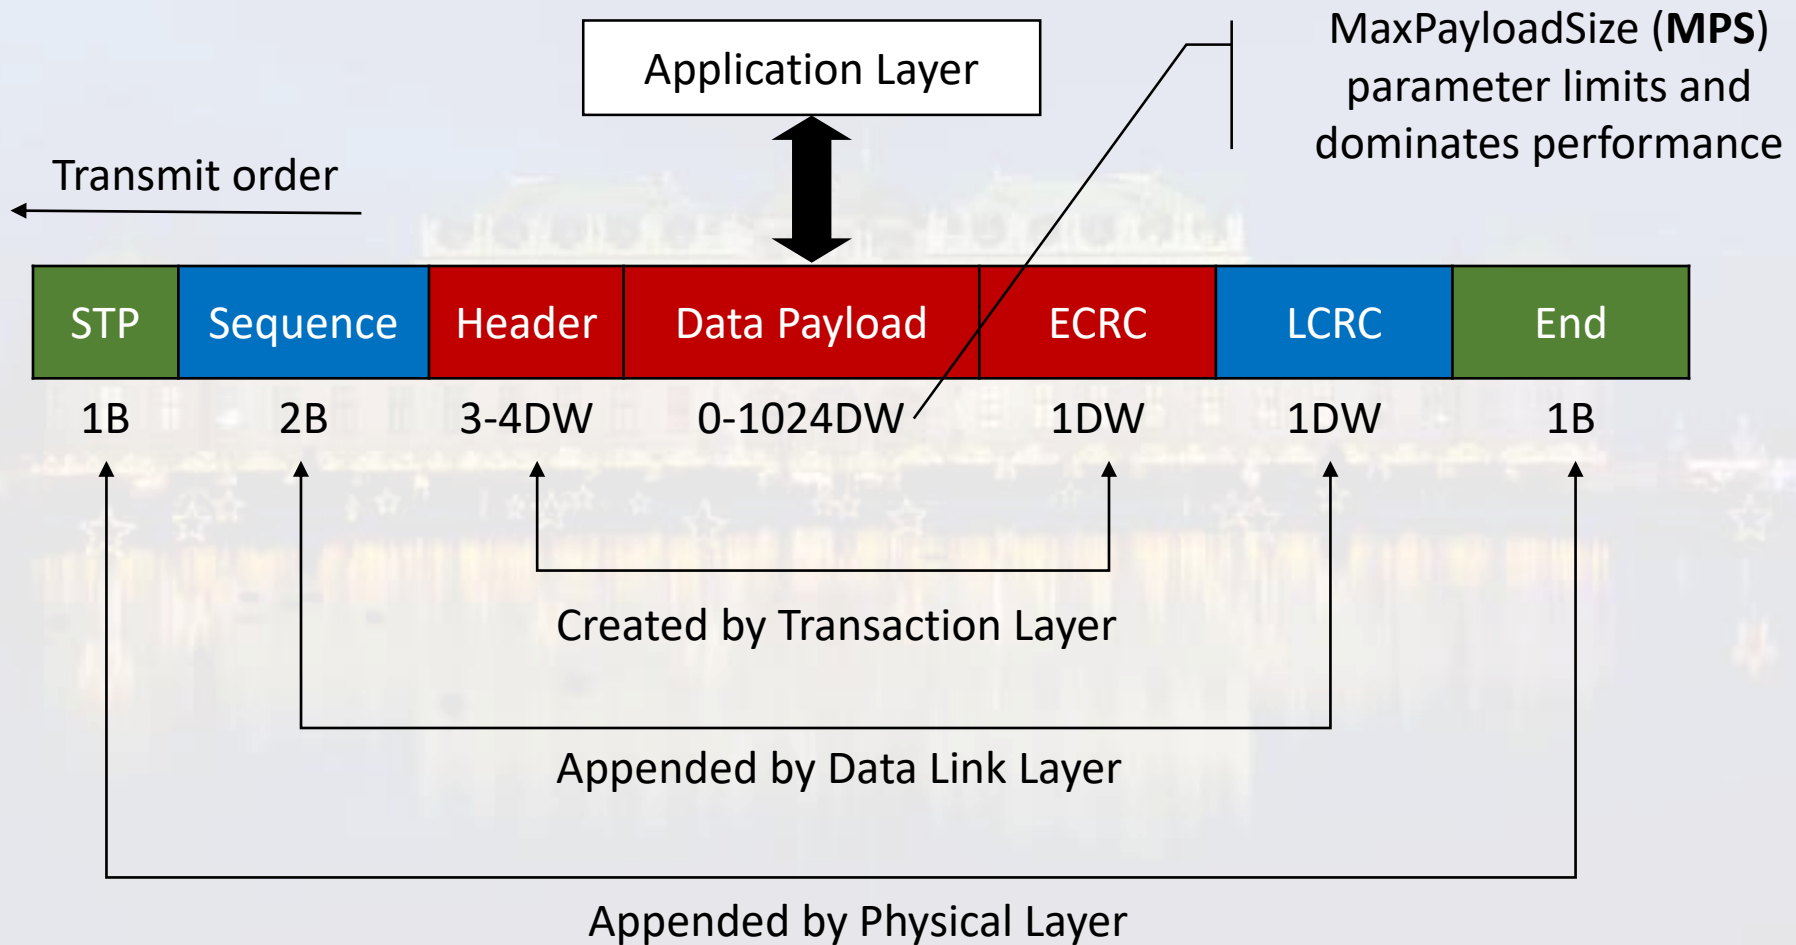 MaxPayloadSize (MPS)
parameter limits and
dominates performance
Application Layer
Transmit order
STP
Sequence
Header
Data Payload
ECRC
LCRC
End
1B
2B
3-4DW
0-1024DW
1DW
1DW
1B
Created by Transaction Layer
Appended by Data Link Layer
Appended by Physical Layer